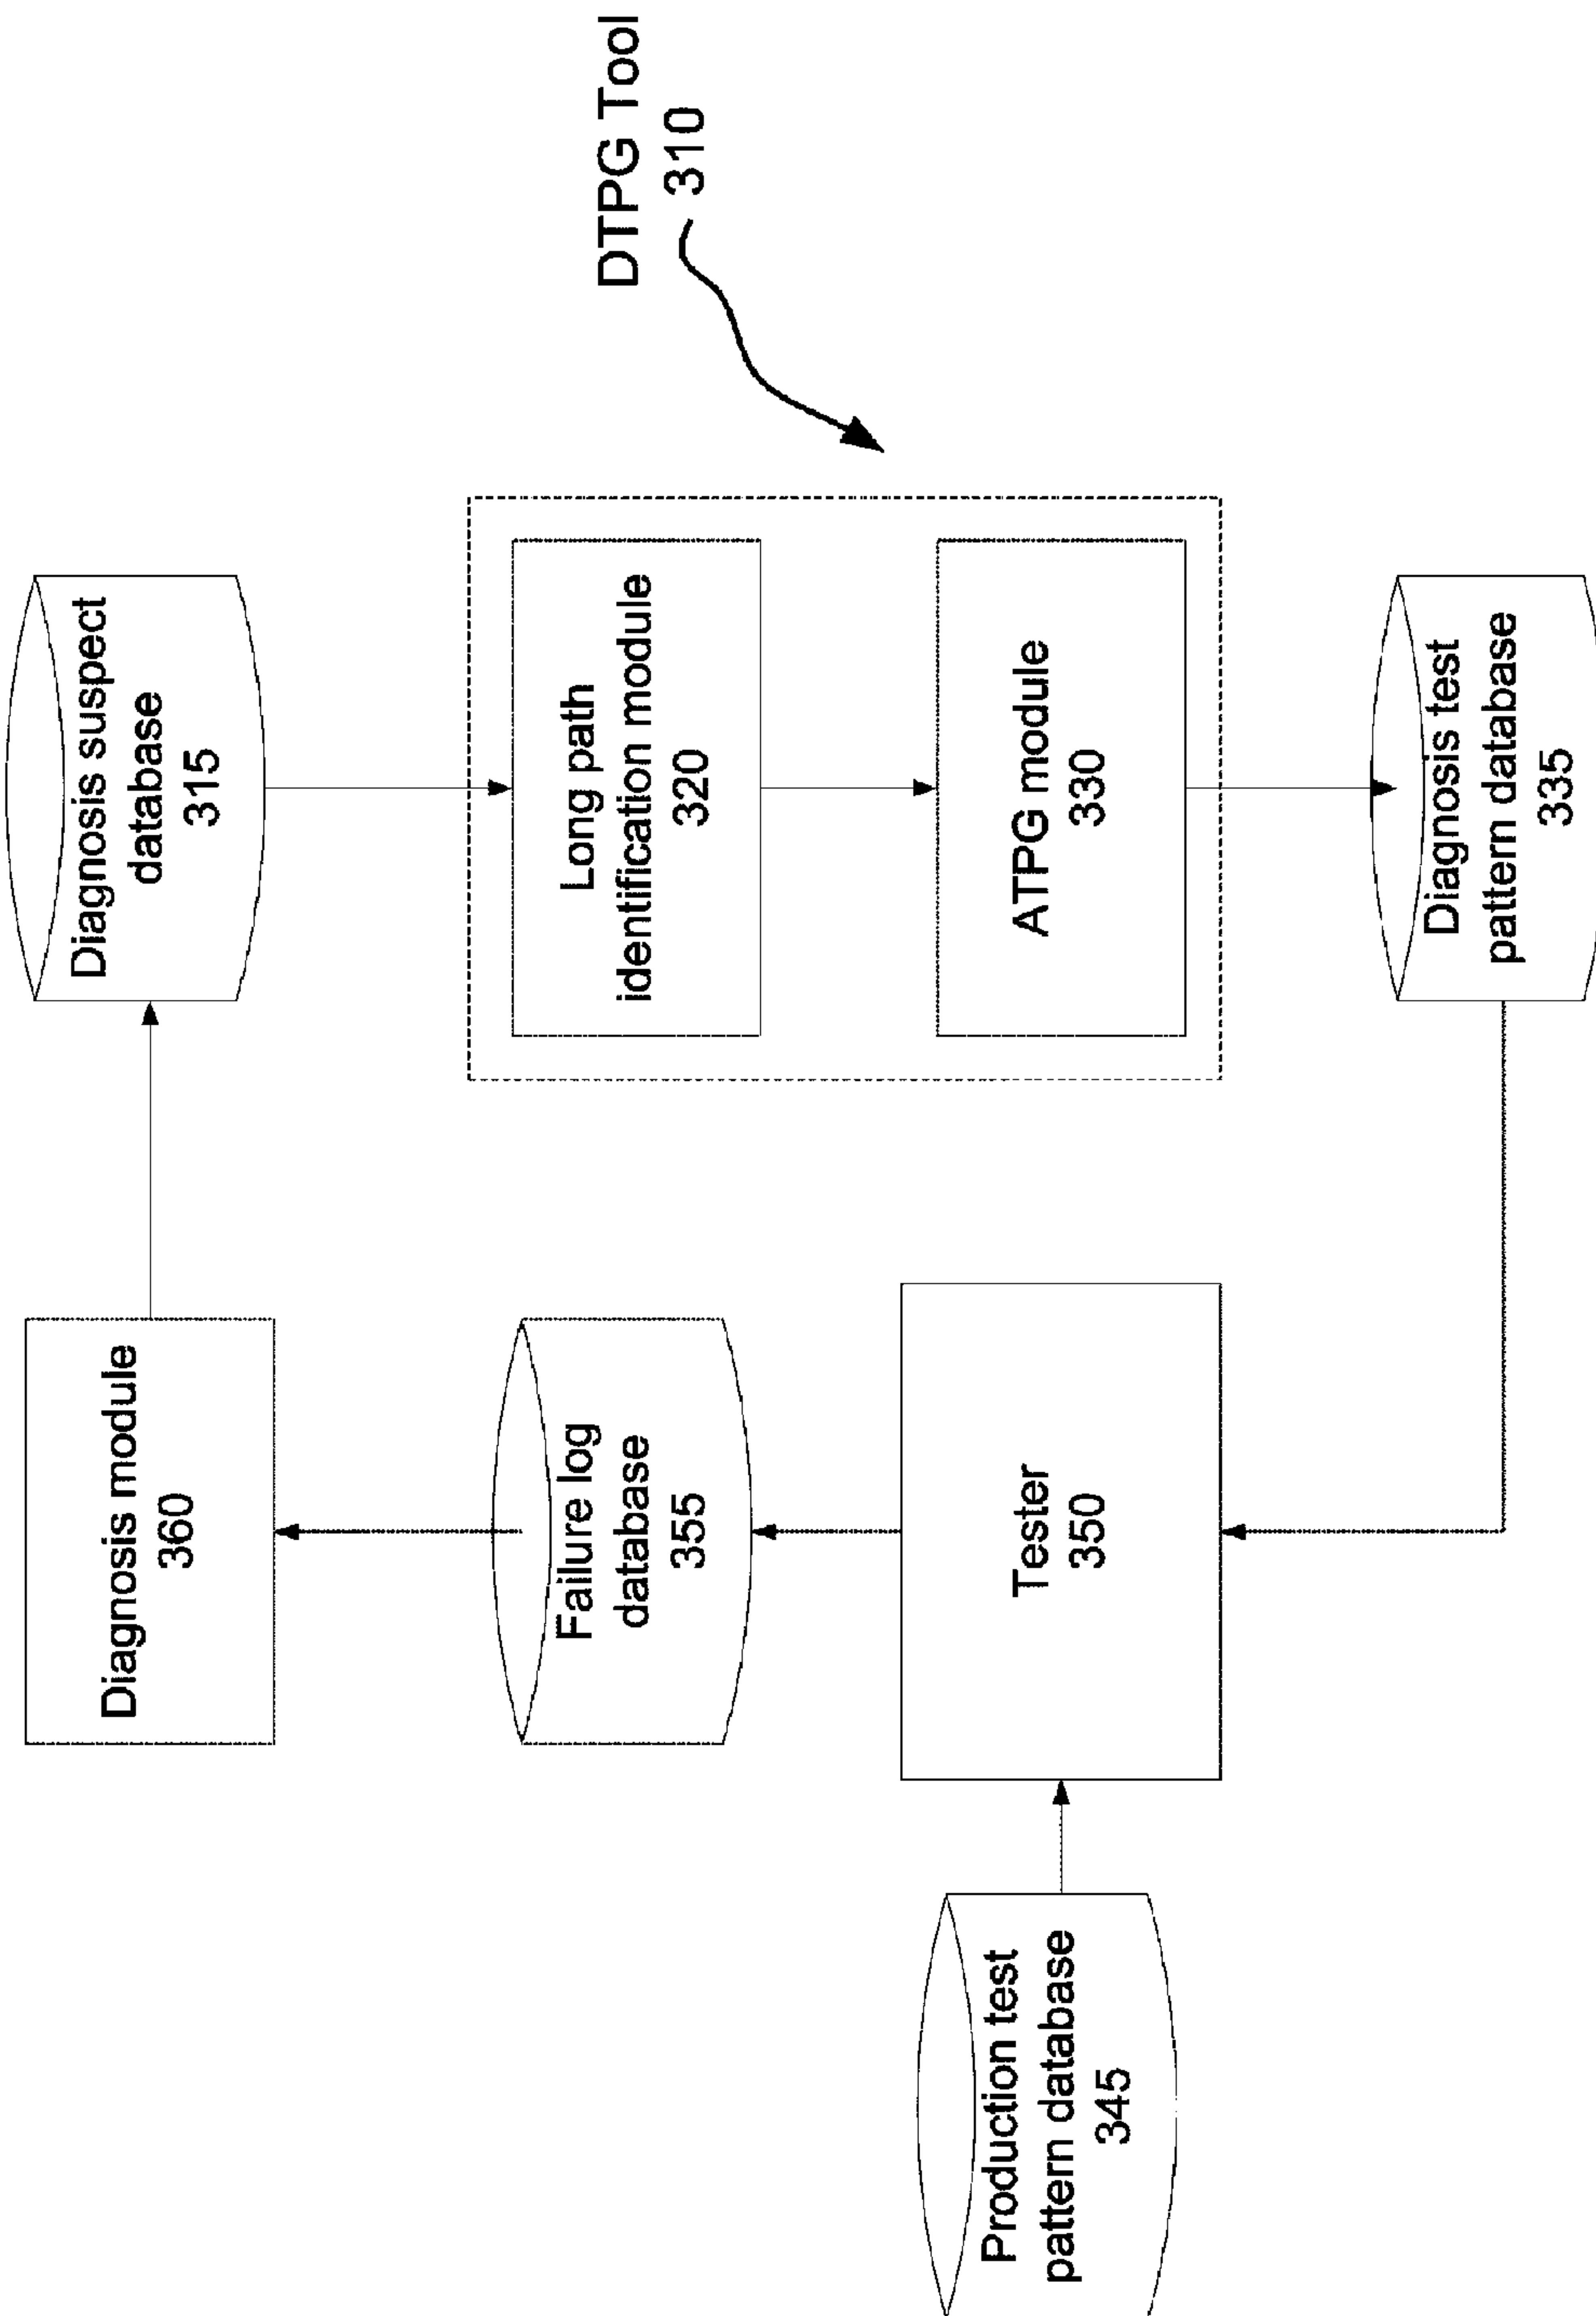 Diagnosis module
360
Diagnosis suspect
database
315
Failure log
database
355
Long path
identification module
320
DTPG Tool
310
Production test
pattern database
345
Tester
350
ATPG module
330
Diagnosis test
pattern database
335